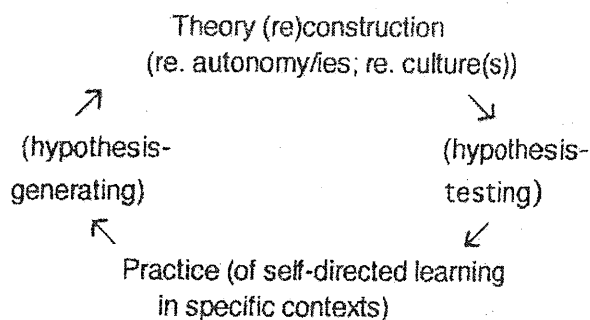 Theory (re)construction
(re. autonomy/ies; re. culture(s))
(hypothesis-
generating)
(hypothesis-
testing)
Practice (of self-directed learning
in specific contexts)